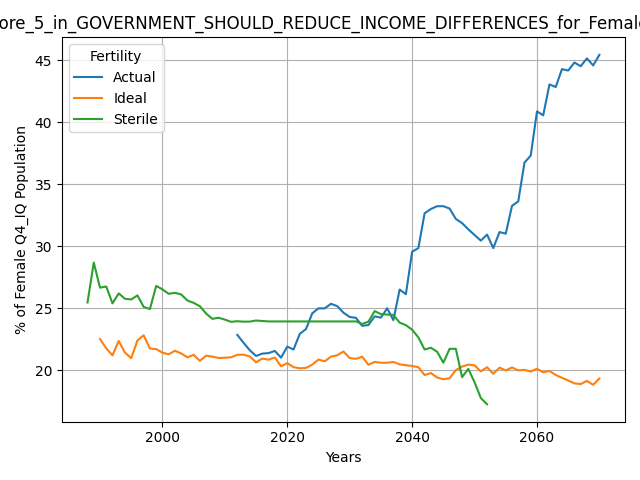 ore_5_in_GOVERNMENT_SHOULD_REDUCE_INCOME_DIFFERENCES_for_Female
Fertility
Actual
Ideal
Sterile
% of Female Q4_IQ Population
45
40
35
30
25
20
2000 2020 2040 2060
Years